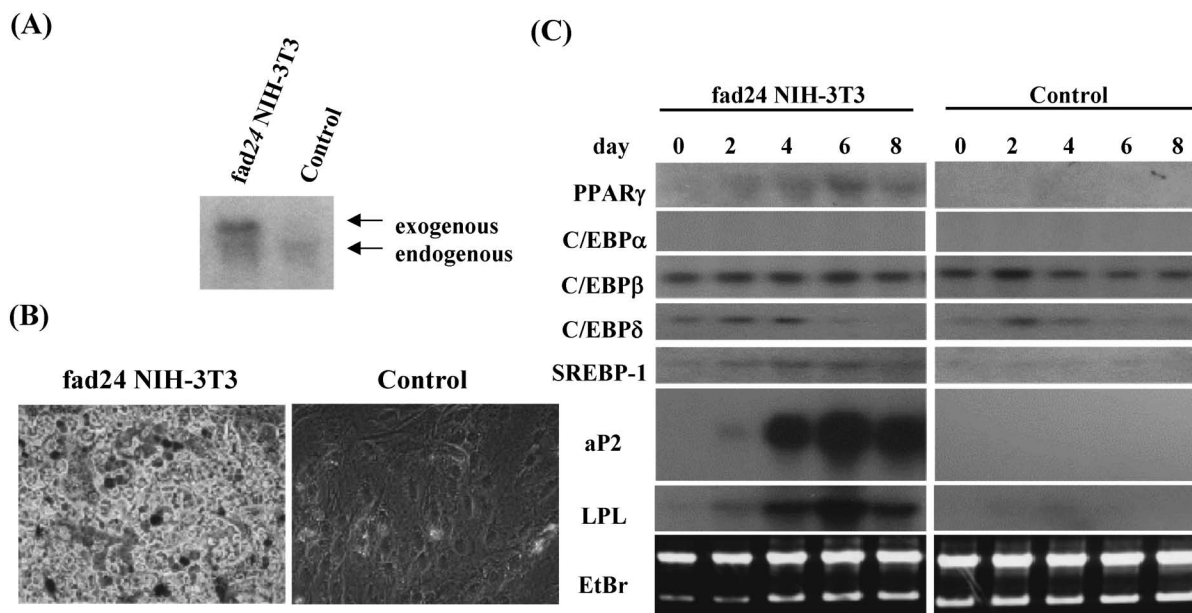 (A)
fad24 NIH-3T3
Control
exogenous
endogenous
(B)
fad24 NIH-3T3 Control
(C)
fad24 NIH-3T3 Control
day 0 2 4 6 8 0 2 4 6 8
PPARγ
C/EBPα
C/EBPβ
C/EBPδ
SREBP-1
aP2
LPL
EtBr